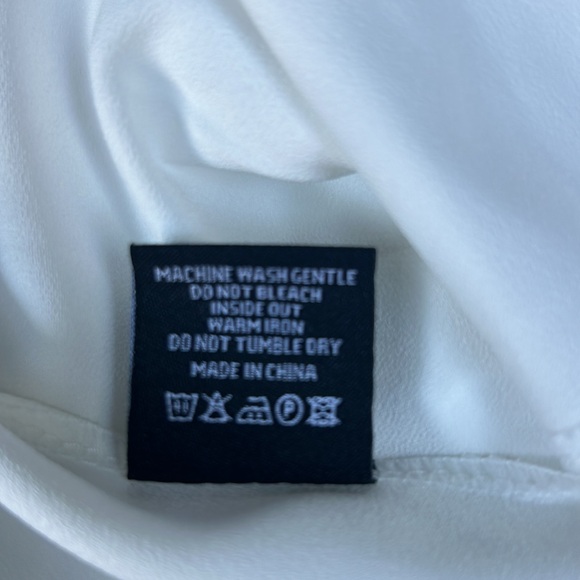 MACHINE WASH GENTLE
DO NOT BLEACH
INSIDE OUT
WARM IRON
DO NOT TUMBLE DRY
MADE IN CHINA
P